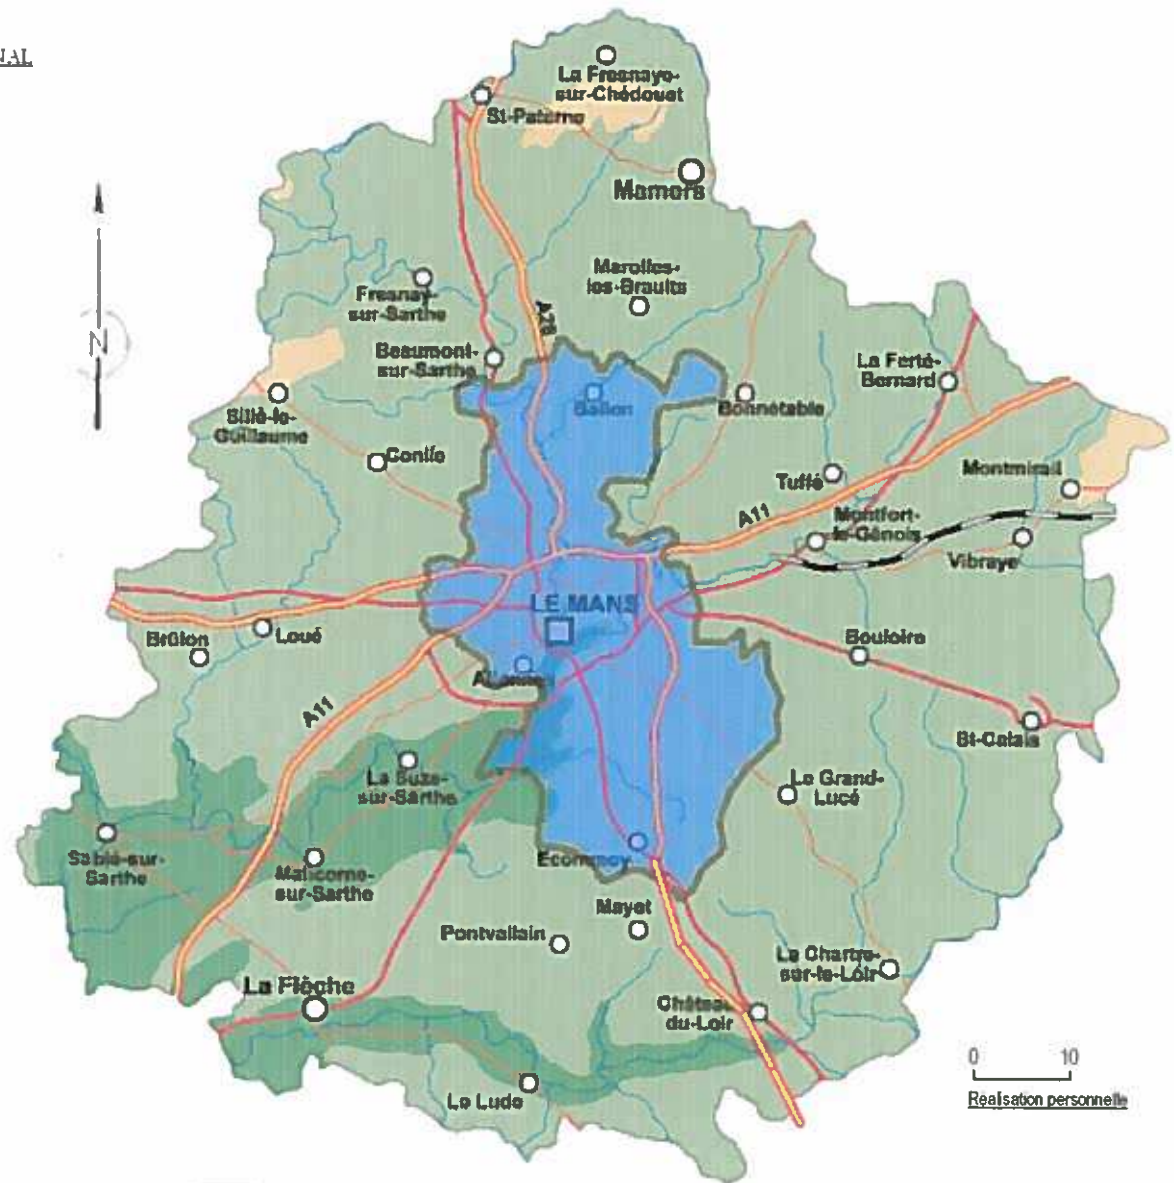 La Fresnaye-
sur-Chédouet
St-Paterne
Mamers
N
Marolles-
les-Braults
Fresnay-
sur-Sarthe
A28
Beaumont-
sur-Sarthe
La Ferté-
Bernard
Ballon
Bonnétable
Sillé-le-
Guillaume
Conlie
Tuffé
Montmirail
A11
Montfort-
le-Génois
Vibraye
LE MANS
Brûlon
Loué
Bouloire
Allonnes
A11
St-Calais
La Suze-
sur-Sarthe
Le Grand-
Lucé
Sablé-sur-
Sarthe
Malicorne-
sur-Sarthe
Ecommoy
Mayet
Pontvallain
La Chartre-
sur-le-Loir
La Flèche
Château
du-Loir
0 10
Realisation personnelle
Le Lude